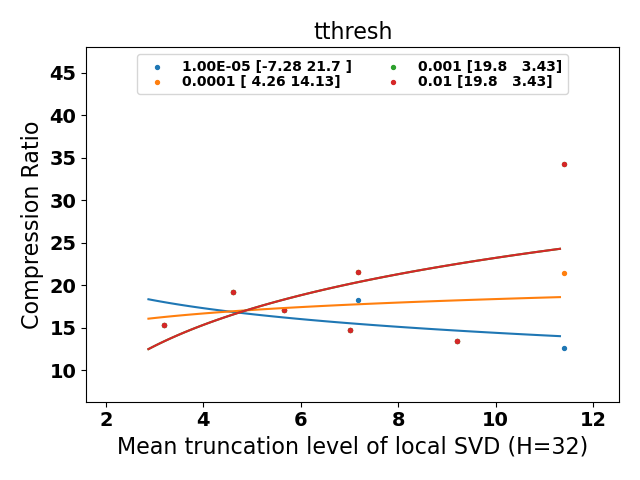 tthresh
1.00E-05 [-7.28 21.7 ]
0.0001 [ 4.26 14.13]
0.001 [19.8   3.43]
0.01 [19.8   3.43]
Compression Ratio
45
40
35
30
25
20
15
10
2 4 6 8 10 12
Mean truncation level of local SVD (H=32)